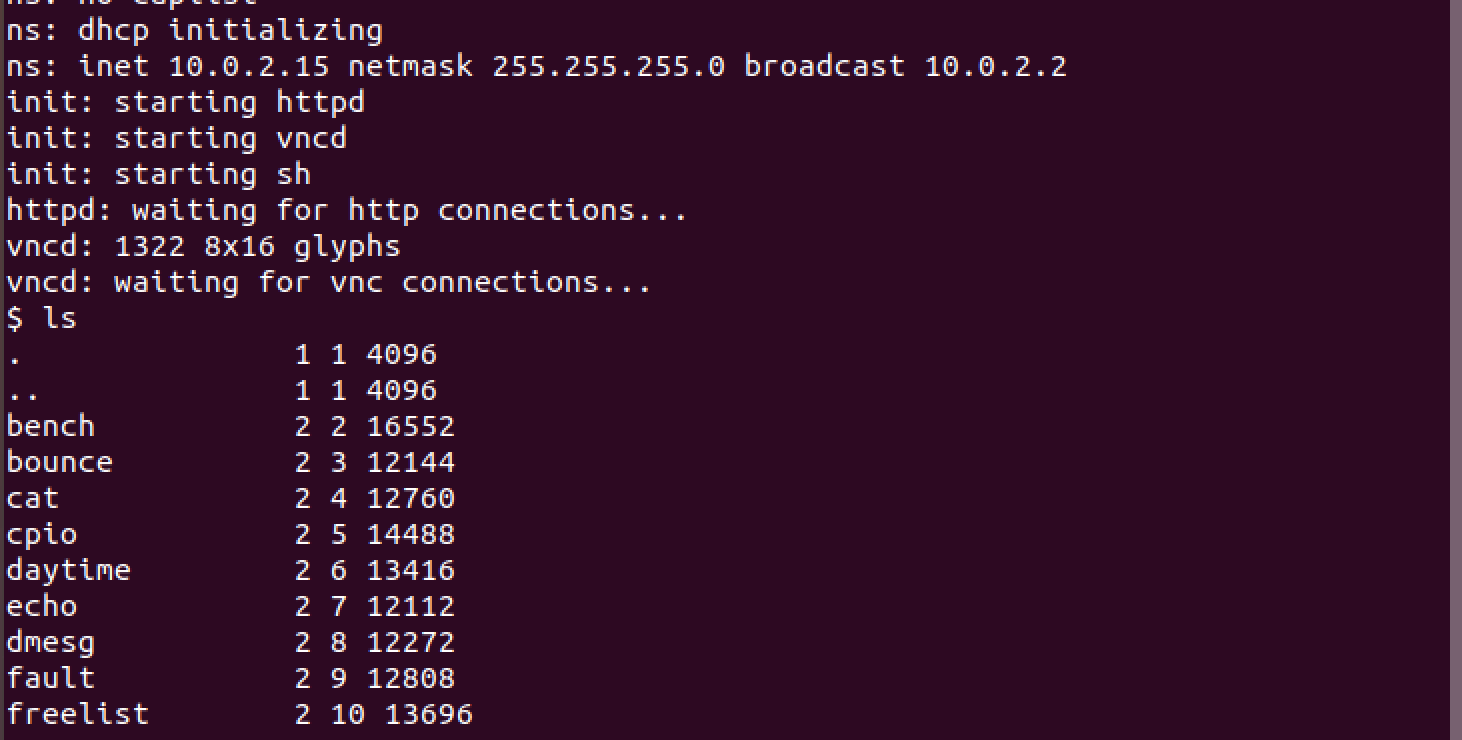 ns: no caplist
ns: dhcp initializing
ns: inet 10.0.2.15 netmask 255.255.255.0 broadcast 10.0.2.2
init: starting httpd
init: starting vncd
init: starting sh
httpd: waiting for http connections...
vncd: 1322 8x16 glyphs
vncd: waiting for vnc connections...
$ ls
. 1 1 4096
.. 1 1 4096
bench 2 2 16552
bounce 2 3 12144
cat 2 4 12760
cpio 2 5 14488
daytime 2 6 13416
echo 2 7 12112
dmesg 2 8 12272
fault 2 9 12808
freelist 2 10 13696